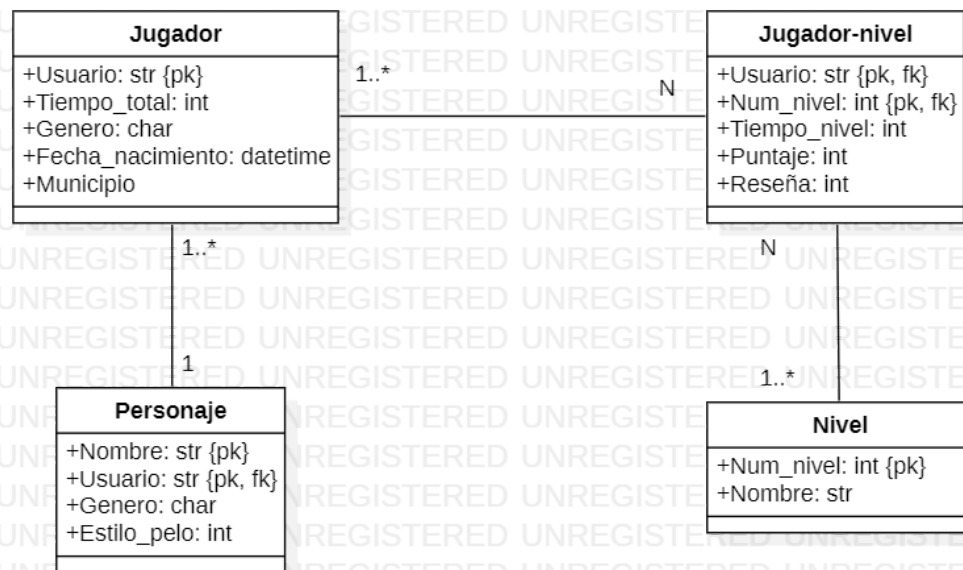 Jugador
+Usuario: str {pk}
+Tiempo_total: int
+Genero: char
+Fecha_nacimiento: datetime
+Municipio
1..*
N
Jugador-nivel
+Usuario: str {pk, fk}
+Num_nivel: int {pk, fk}
+Tiempo_nivel: int
+Puntaje: int
+Reseña: int
1..*
1
N
1..*
Personaje
+Nombre: str {pk}
+Usuario: str {pk, fk}
+Genero: char
+Estilo_pelo: int
Nivel
+Num_nivel: int {pk}
+Nombre: str
UNREGISTERED